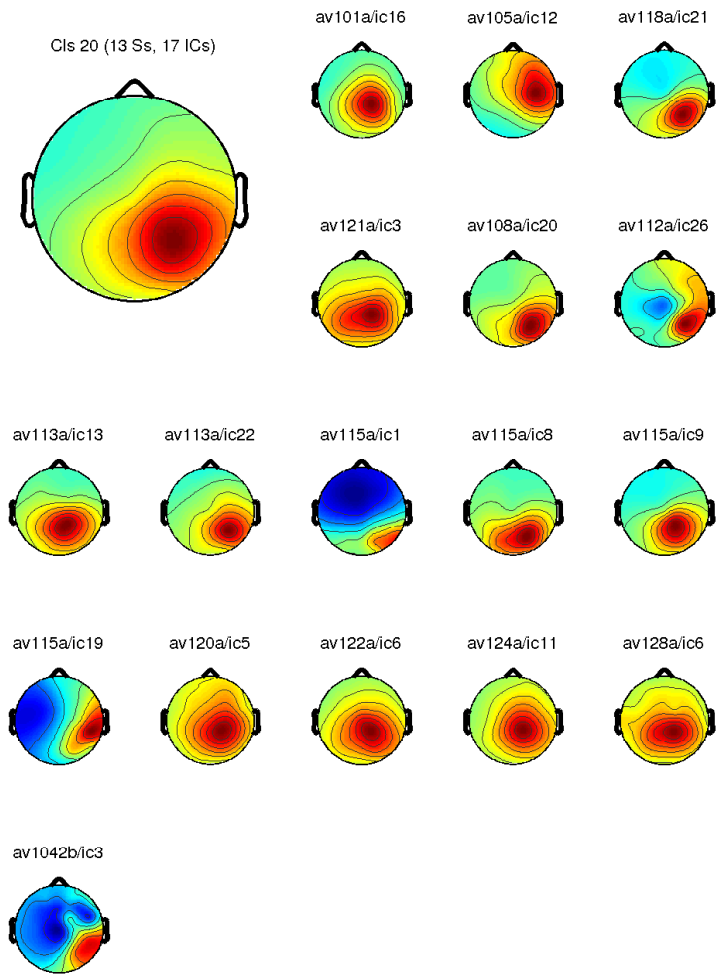 Cls 20 (13 Ss, 17 ICs)
av101a/ic16
av105a/ic12
av118a/ic21
av121a/ic3
av108a/ic20
av112a/ic26
av113a/ic13
av113a/ic22
av115a/ic1
av115a/ic8
av115a/ic9
av115a/ic19
av120a/ic5
av122a/ic6
av124a/ic11
av128a/ic6
av1042b/ic3